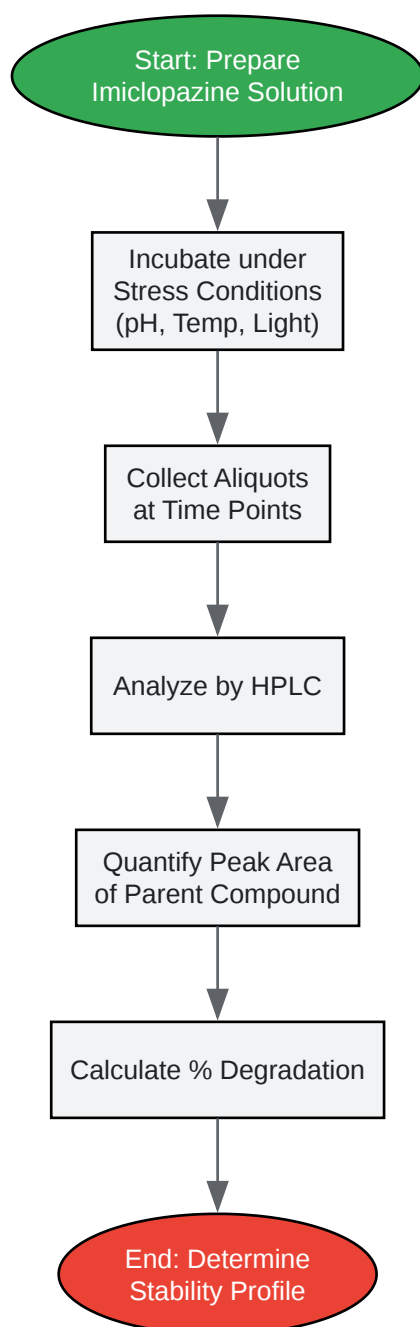 Start: Prepare
Imiclopazine Solution
Incubate under
Stress Conditions
(pH, Temp, Light)
Collect Aliquots
at Time Points
Analyze by HPLC
Quantify Peak Area
of Parent Compound
Calculate % Degradation
End: Determine
Stability Profile